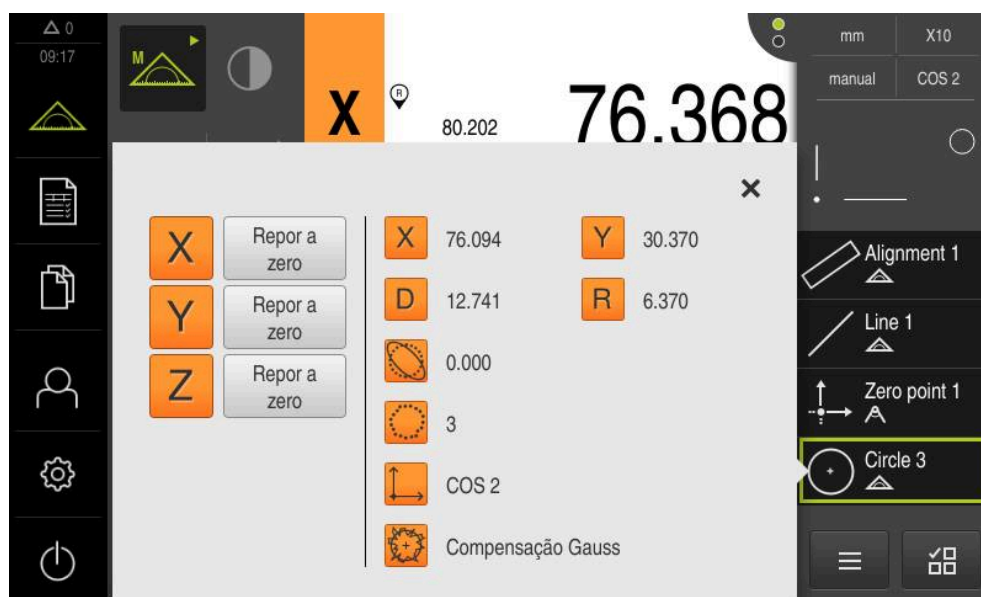 0
09:17
M
X
R
80.202
76.368
mm
X10
manual
COS 2
X
Repor a
zero
Y
Repor a
zero
Z
Repor a
zero
X
76.094
Y
30.370
D
12.741
R
6.370
0.000
3
COS 2
Compensação Gauss
Alignment 1
Line 1
Zero point 1
Circle 3